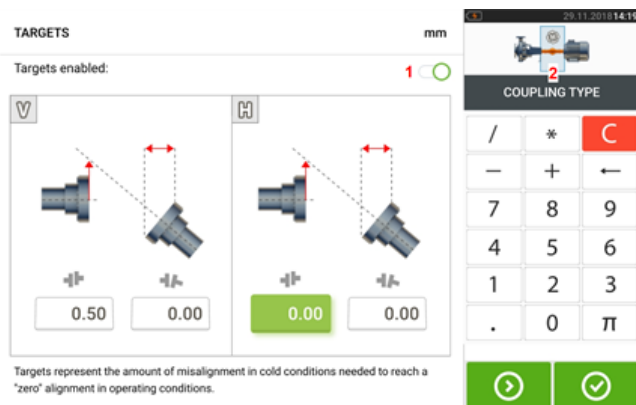 TARGETS mm
Targets enabled: 1
V H
0.50 0.00 0.00 0.00
Targets represent the amount of misalignment in cold conditions needed to reach a
"zero" alignment in operating conditions.
29.11.2018 14:19
2
COUPLING TYPE
/ * C
− + ←
7 8 9
4 5 6
1 2 3
. 0 π